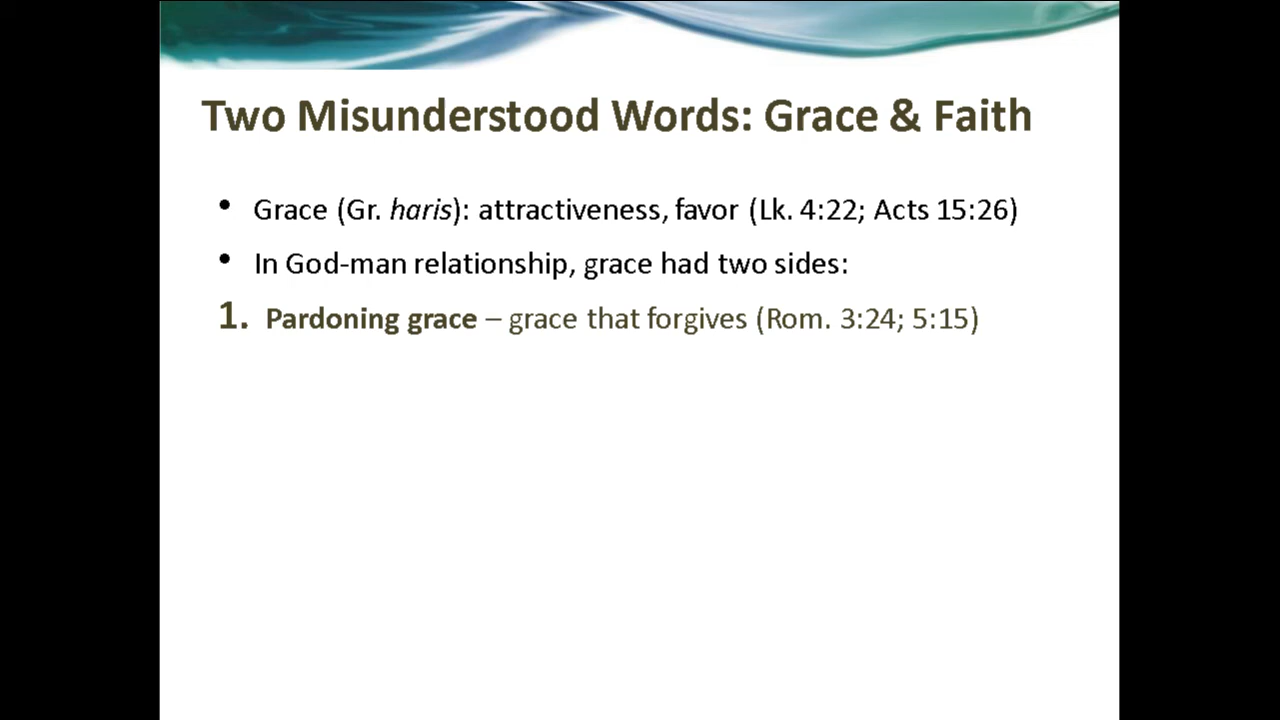 Two Misunderstood Words: Grace & Faith
• Grace (Gr. haris): attractiveness, favor (Lk. 4:22; Acts 15:26)
• In God-man relationship, grace had two sides:
1. Pardoning grace – grace that forgives (Rom. 3:24; 5:15)